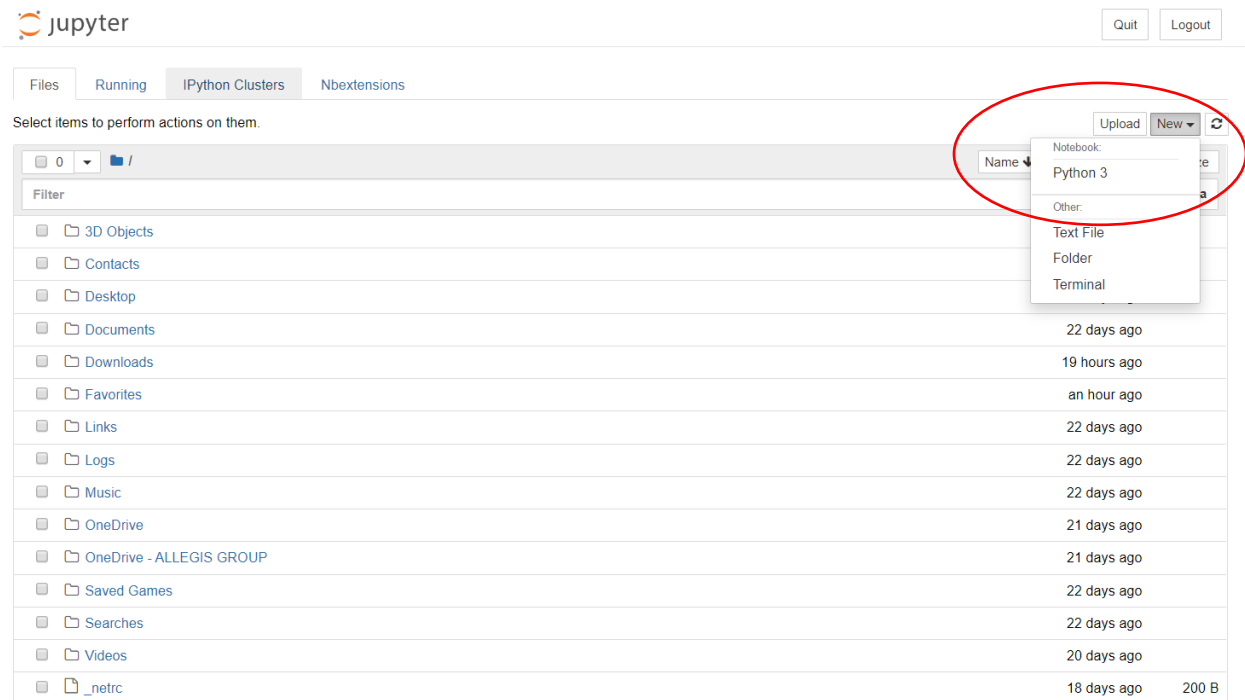 jupyter
Quit Logout
Files Running IPython Clusters Nbextensions
Select items to perform actions on them.
Upload New
0 /
Name
Notebook:
Python 3
Filter
Other:
3D Objects
Text File
Contacts
Folder
Terminal
Desktop
Documents 22 days ago
Downloads 19 hours ago
Favorites an hour ago
Links 22 days ago
Logs 22 days ago
Music 22 days ago
OneDrive 21 days ago
OneDrive - ALLEGIS GROUP 21 days ago
Saved Games 22 days ago
Searches 22 days ago
Videos 20 days ago
_netrc 18 days ago 200 B